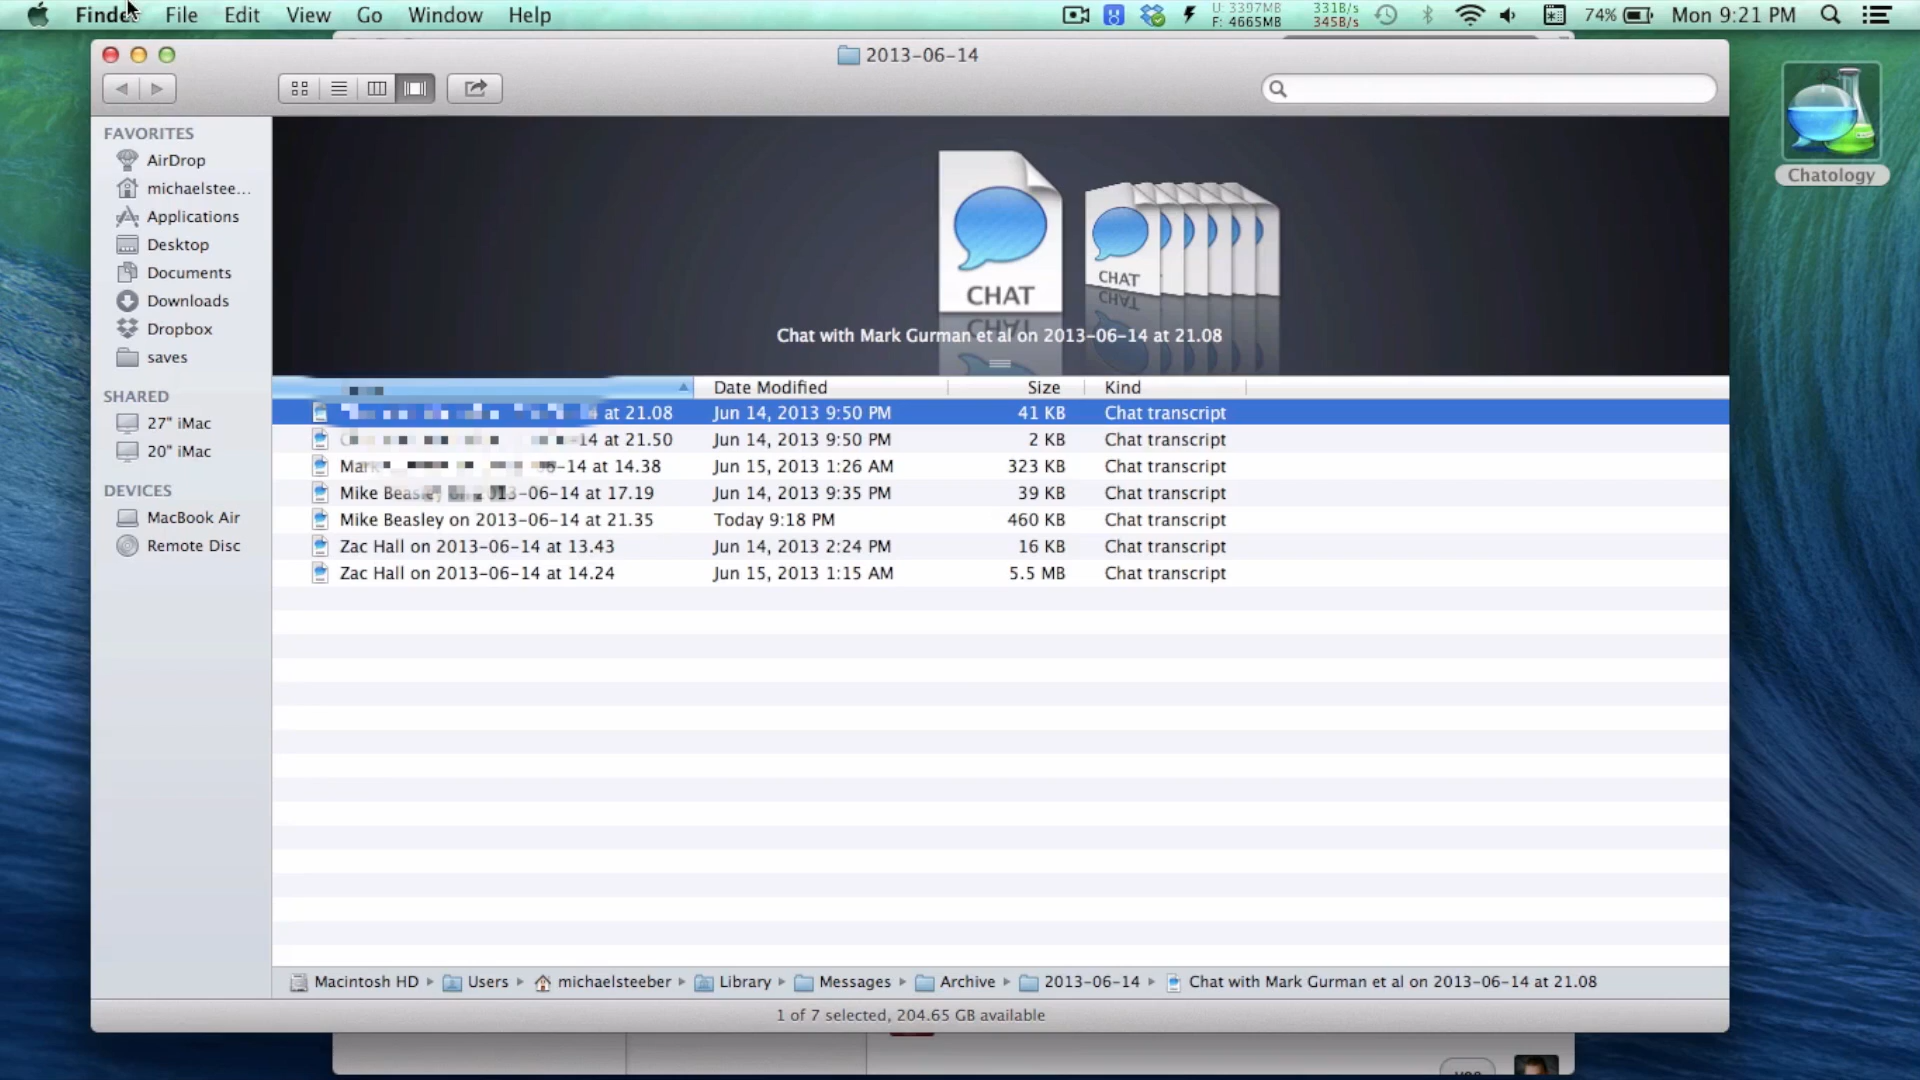 Finder File Edit View Go Window Help U: 3397MB F: 4665MB 331B/s 345B/s 74% Mon 9:21 PM
2013-06-14
Chatology
FAVORITES
AirDrop
michaelstee...
Applications
Desktop
Documents
Downloads
Dropbox
saves
SHARED
27" iMac
20" iMac
DEVICES
MacBook Air
Remote Disc
CHAT
CHAT
Chat with Mark Gurman et al on 2013-06-14 at 21.08
Date Modified Size Kind
at 21.08 Jun 14, 2013 9:50 PM 41 KB Chat transcript
-14 at 21.50 Jun 14, 2013 9:50 PM 2 KB Chat transcript
Mark -14 at 14.38 Jun 15, 2013 1:26 AM 323 KB Chat transcript
Mike Beasley 2013-06-14 at 17.19 Jun 14, 2013 9:35 PM 39 KB Chat transcript
Mike Beasley on 2013-06-14 at 21.35 Today 9:18 PM 460 KB Chat transcript
Zac Hall on 2013-06-14 at 13.43 Jun 14, 2013 2:24 PM 16 KB Chat transcript
Zac Hall on 2013-06-14 at 14.24 Jun 15, 2013 1:15 AM 5.5 MB Chat transcript
Macintosh HD Users michaelsteeber Library Messages Archive 2013-06-14 Chat with Mark Gurman et al on 2013-06-14 at 21.08
1 of 7 selected, 204.65 GB available